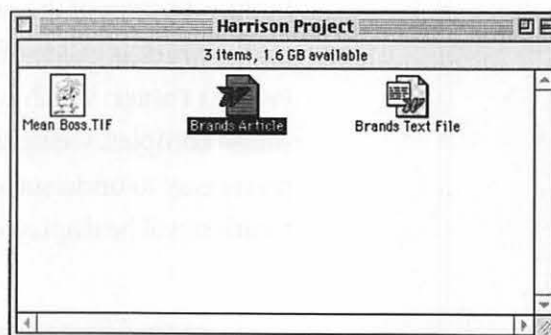 Harrison Project
3 items, 1.6 GB available
Mean Boss.TIF
Brands Article
Brands Text File